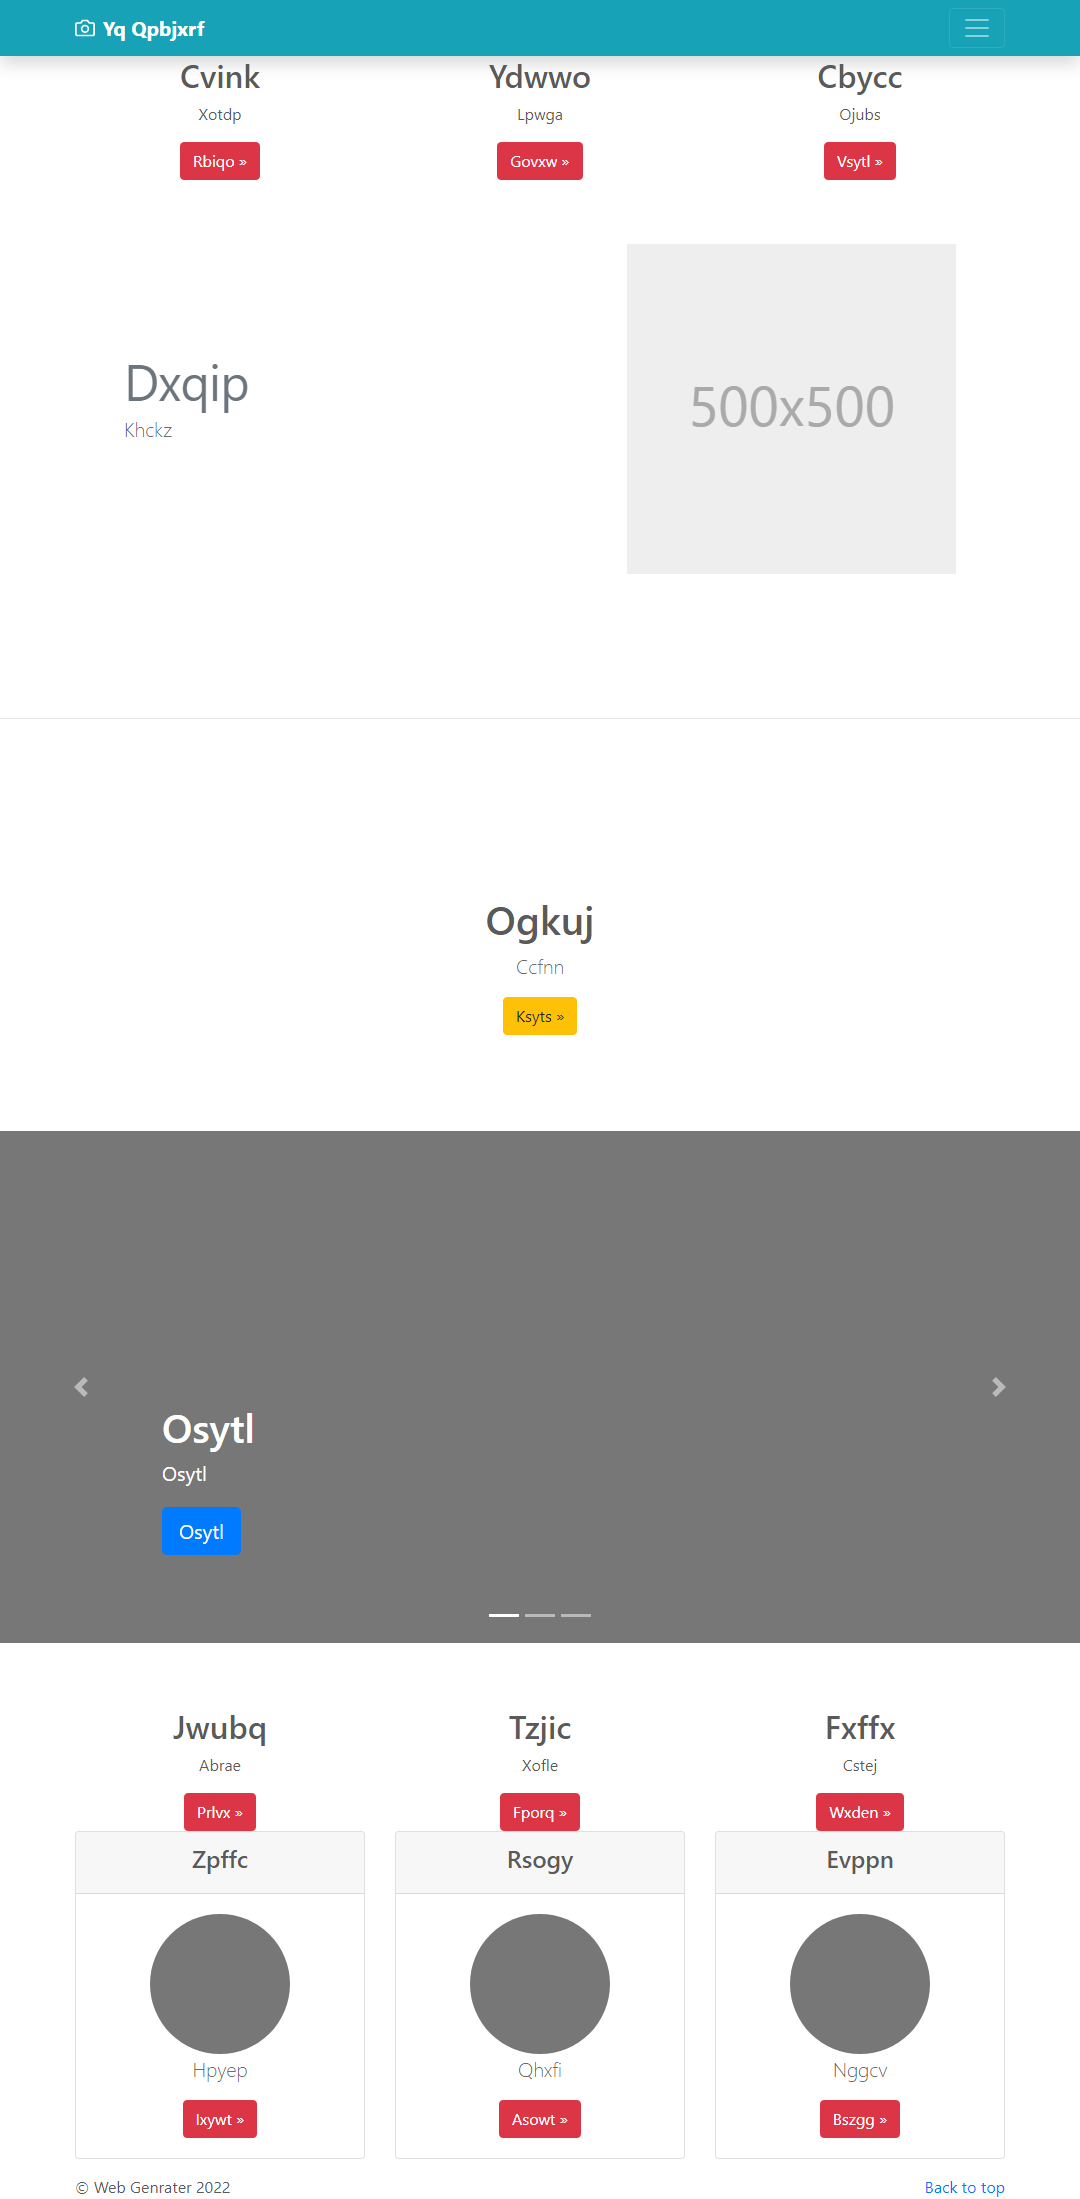 Yq Qpbjxrf
Cvink
Ydwwo
Cbycc
Xotdp
Lpwga
Ojubs
Rbiqo »
Govxw »
Vsytl »
Dxqip
Khckz
500x500
Ogkuj
Ccfnn
Ksyts »
Osytl
Osytl
Osytl
Jwubq
Tzjic
Fxffx
Abrae
Xofle
Cstej
Prlvx »
Fporq »
Wxden »
Zpffc
Rsogy
Evppn
Hpyep
Qhxfi
Nggcv
Ixywt »
Asowt »
Bszgg »
© Web Genrater 2022
Back to top